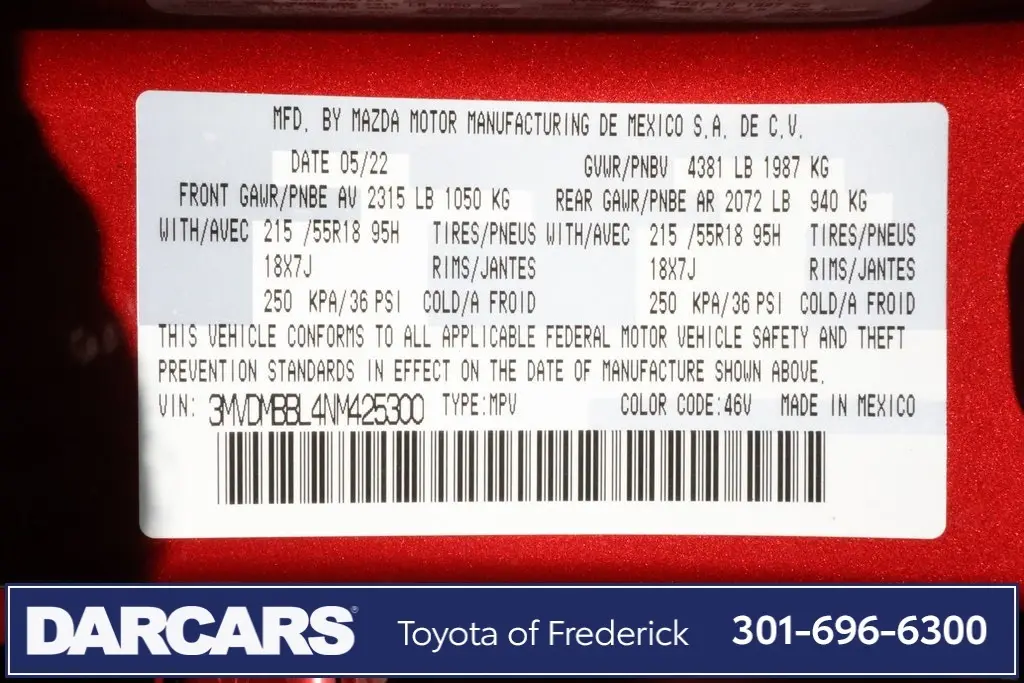 MFD. BY MAZDA MOTOR MANUFACTURING DE MEXICO S.A. DE C.V.
DATE 05/22 GVWR/PNBV 4381 LB 1987 KG
FRONT GAWR/PNBE AV 2315 LB 1050 KG REAR GAWR/PNBE AR 2072 LB 940 KG
WITH/AVEC 215 /55R18 95H TIRES/PNEUS WITH/AVEC 215 /55R18 95H TIRES/PNEUS
18X7J RIMS/JANTES 18X7J RIMS/JANTES
250 KPA/36 PSI COLD/A FROID 250 KPA/36 PSI COLD/A FROID
THIS VEHICLE CONFORMS TO ALL APPLICABLE FEDERAL MOTOR VEHICLE SAFETY AND THEFT
PREVENTION STANDARDS IN EFFECT ON THE DATE OF MANUFACTURE SHOWN ABOVE.
VIN: 3MVDMBBL4NM425300 TYPE:MPV COLOR CODE:46V MADE IN MEXICO
DARCARS® Toyota of Frederick 301-696-6300